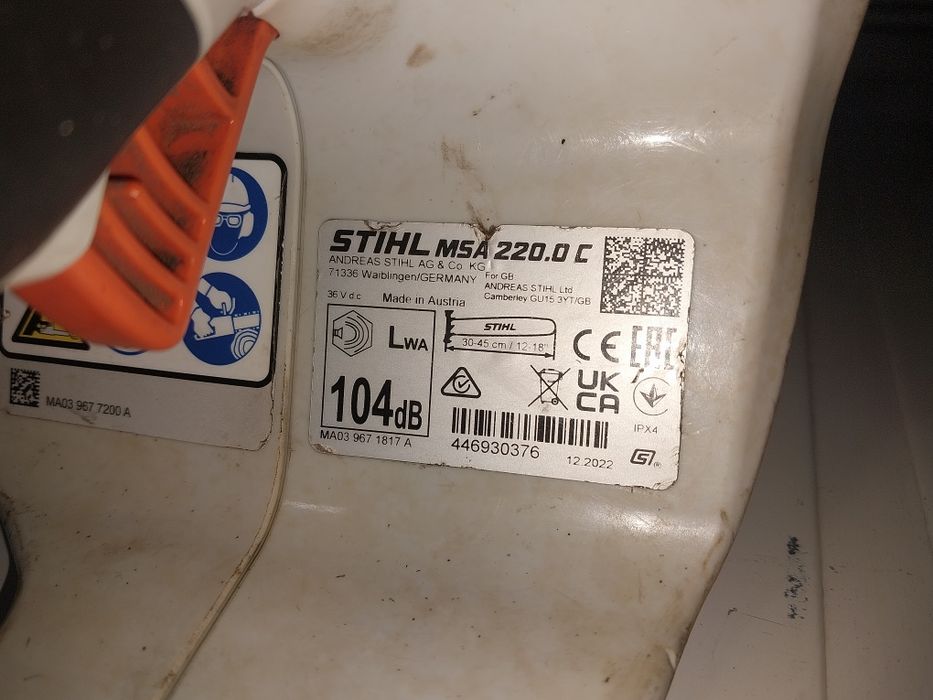 STIHL MSA 220.0 C
ANDREAS STIHL AG & Co. KG
71336 Waiblingen/GERMANY
For GB:
ANDREAS STIHL Ltd
Camberley GU15 3YT/GB
36 V d.c
Made in Austria
LWA
104dB
STIHL
30-45 cm / 12-18"
CE
EAC
UK
CA
IPX4
MA03 967 1817 A
446930376
12.2022
MA03 967 7200 A